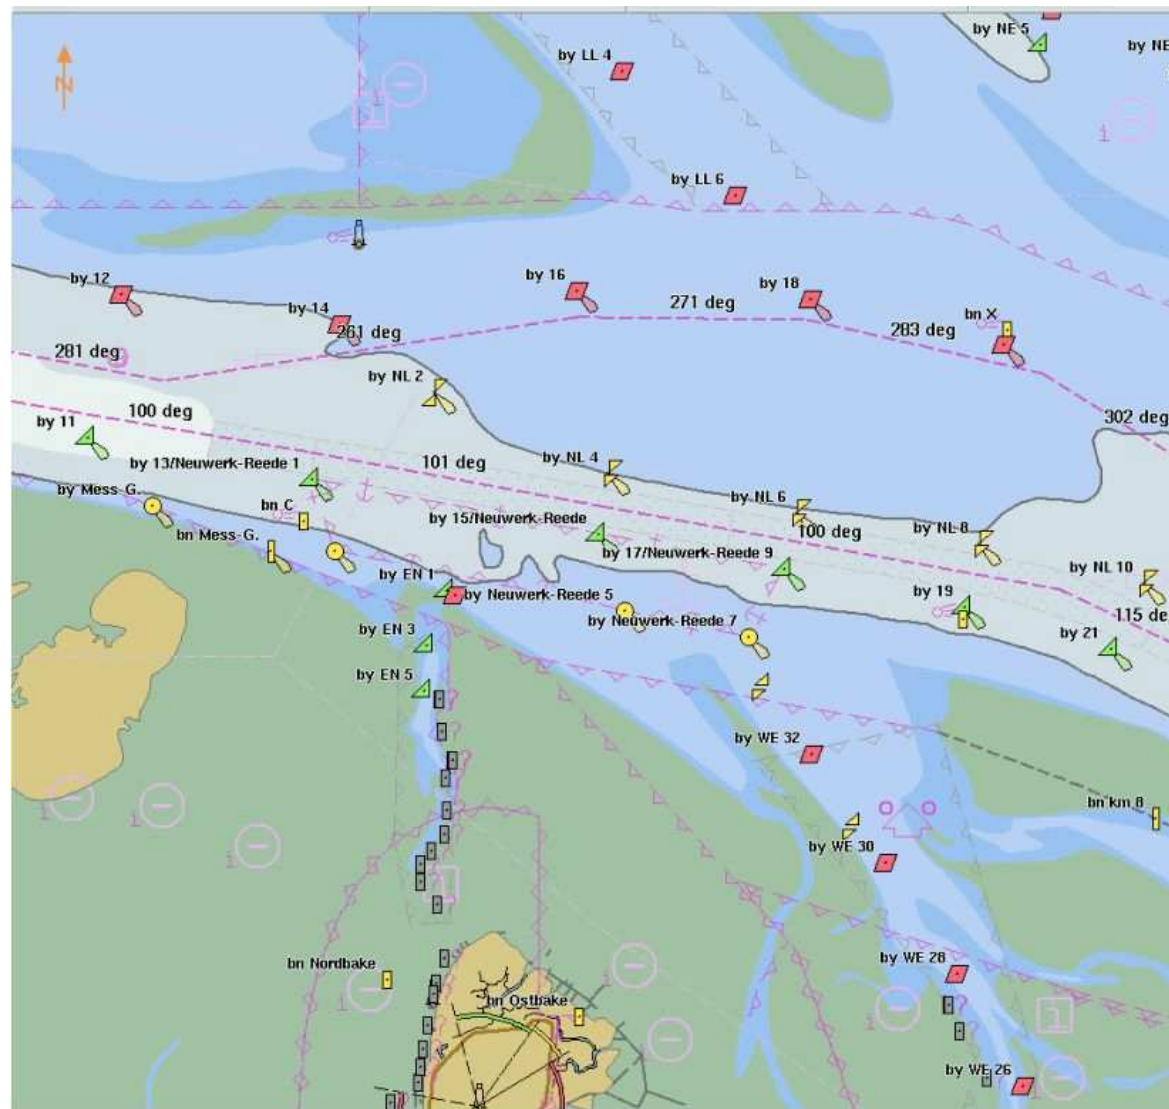 by NE 5
by NE
by LL 4
N
by LL 6
by 12
by 14
by 16
by 18
bn X
271 deg
283 deg
261 deg
281 deg
by NL 2
302 deg
100 deg
by 11
101 deg
by NL 4
by 13/Neuwerk-Reede 1
by Mess-G.
bn C
by NL 6
by 15/Neuwerk-Reede
100 deg
by NL 8
bn Mess-G.
by 17/Neuwerk-Reede 9
by EN 1
by Neuwerk-Reede 5
by NL 10
by 19
115 de
by EN 3
by Neuwerk-Reede 7
by 21
by EN 5
by WE 32
bn km 8
by WE 30
bn Nordbake
by WE 28
bn Ostbake
by WE 26